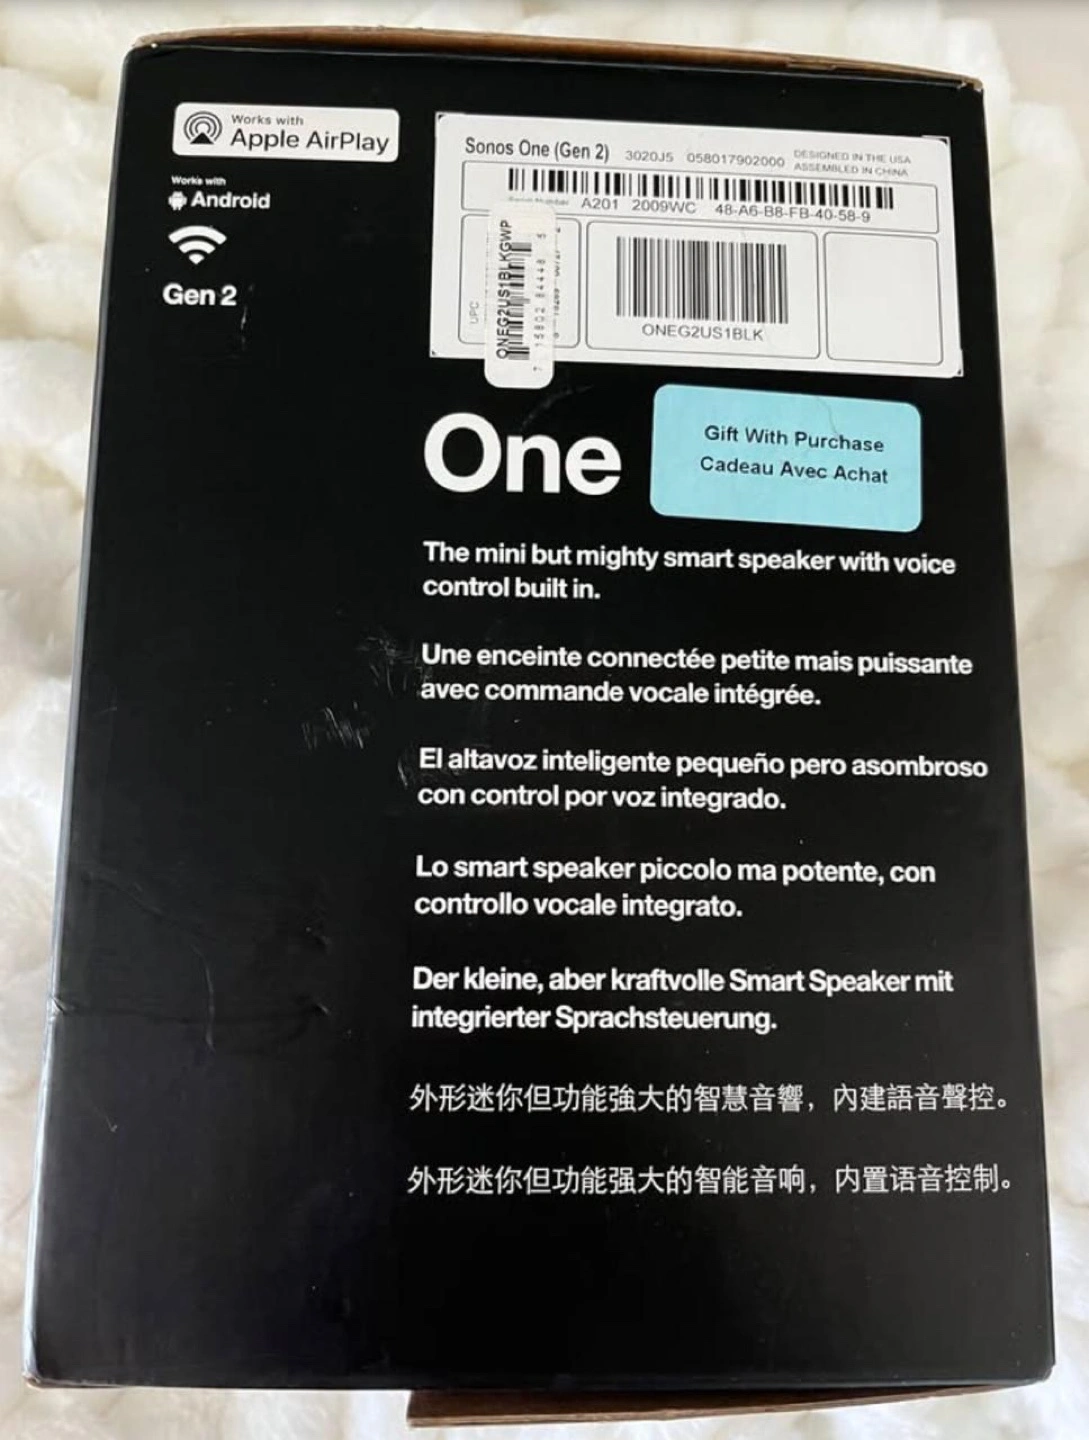 Works with
Apple AirPlay
Works with
Android
Gen 2
Sonos One (Gen 2) 3020J5 058017902000 DESIGNED IN THE USA
ASSEMBLED IN CHINA
Serial Number A201 2009WC 48-A6-B8-FB-40-58-9
UPC
ONEG2US1BLKGWP
ONEG2US1BLK
One
Gift With Purchase
Cadeau Avec Achat
The mini but mighty smart speaker with voice
control built in.
Une enceinte connectée petite mais puissante
avec commande vocale intégrée.
El altavoz inteligente pequeño pero asombroso
con control por voz integrado.
Lo smart speaker piccolo ma potente, con
controllo vocale integrato.
Der kleine, aber kraftvolle Smart Speaker mit
integrierter Sprachsteuerung.
外形迷你但功能強大的智慧音響，內建語音聲控。
外形迷你但功能强大的智能音响，内置语音控制。